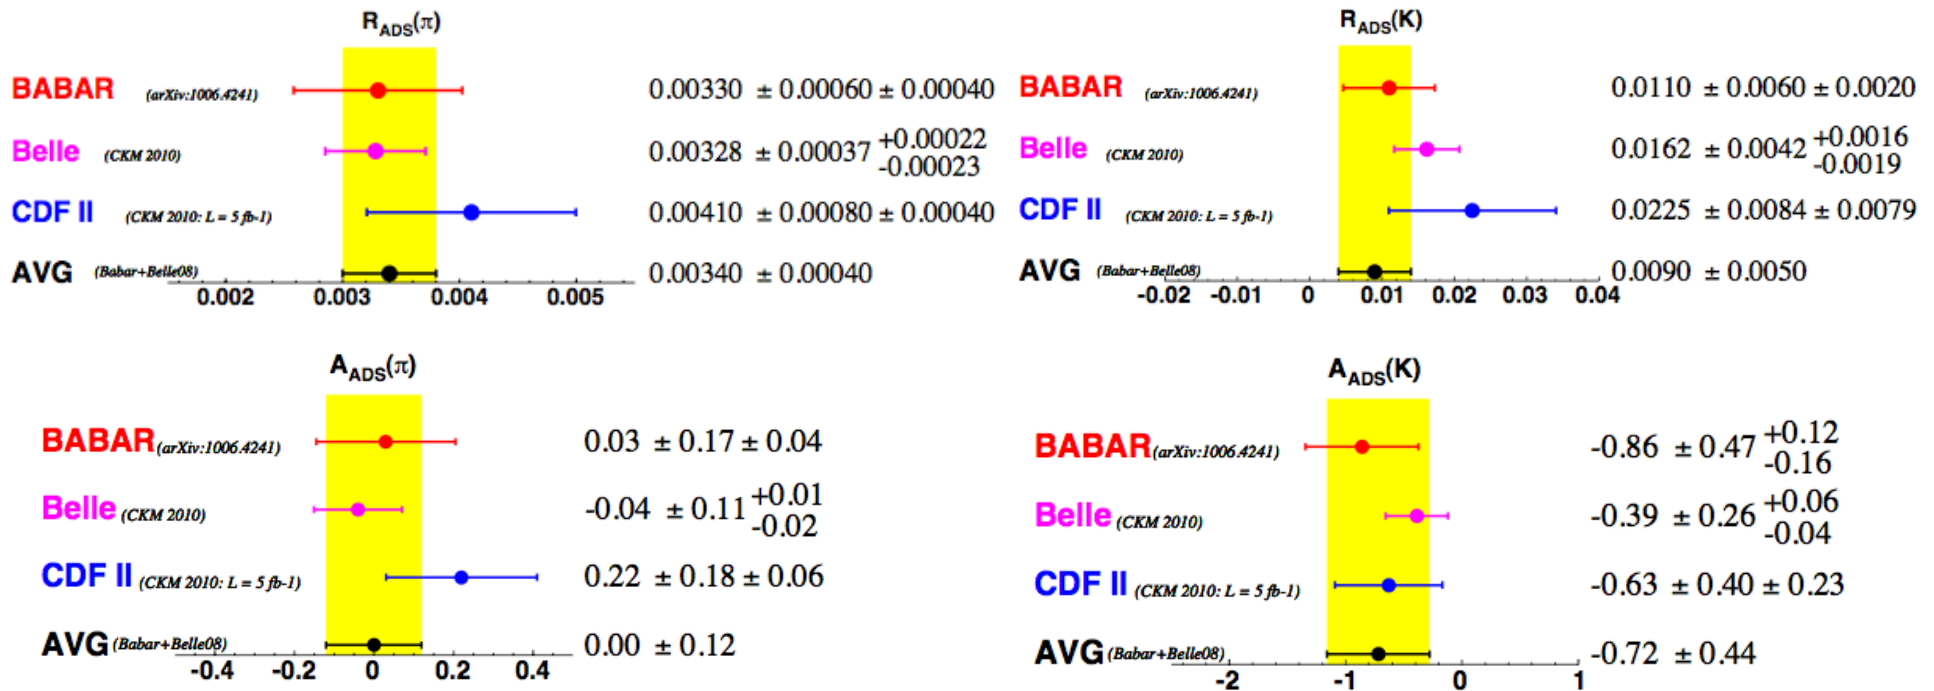 R_ADS(π)
BABAR (arXiv:1006.4241) 0.00330 ± 0.00060 ± 0.00040
Belle (CKM 2010) 0.00328 ± 0.00037 +0.00022 -0.00023
CDF II (CKM 2010: L = 5 fb-1) 0.00410 ± 0.00080 ± 0.00040
AVG (Babar+Belle08) 0.00340 ± 0.00040
0.002 0.003 0.004 0.005
R_ADS(K)
BABAR (arXiv:1006.4241) 0.0110 ± 0.0060 ± 0.0020
Belle (CKM 2010) 0.0162 ± 0.0042 +0.0016 -0.0019
CDF II (CKM 2010: L = 5 fb-1) 0.0225 ± 0.0084 ± 0.0079
AVG (Babar+Belle08) 0.0090 ± 0.0050
-0.02 -0.01 0 0.01 0.02 0.03 0.04
A_ADS(π)
BABAR (arXiv:1006.4241) 0.03 ± 0.17 ± 0.04
Belle (CKM 2010) -0.04 ± 0.11 +0.01 -0.02
CDF II (CKM 2010: L = 5 fb-1) 0.22 ± 0.18 ± 0.06
AVG (Babar+Belle08) 0.00 ± 0.12
-0.4 -0.2 0 0.2 0.4
A_ADS(K)
BABAR (arXiv:1006.4241) -0.86 ± 0.47 +0.12 -0.16
Belle (CKM 2010) -0.39 ± 0.26 +0.06 -0.04
CDF II (CKM 2010: L = 5 fb-1) -0.63 ± 0.40 ± 0.23
AVG (Babar+Belle08) -0.72 ± 0.44
-2 -1 0 1